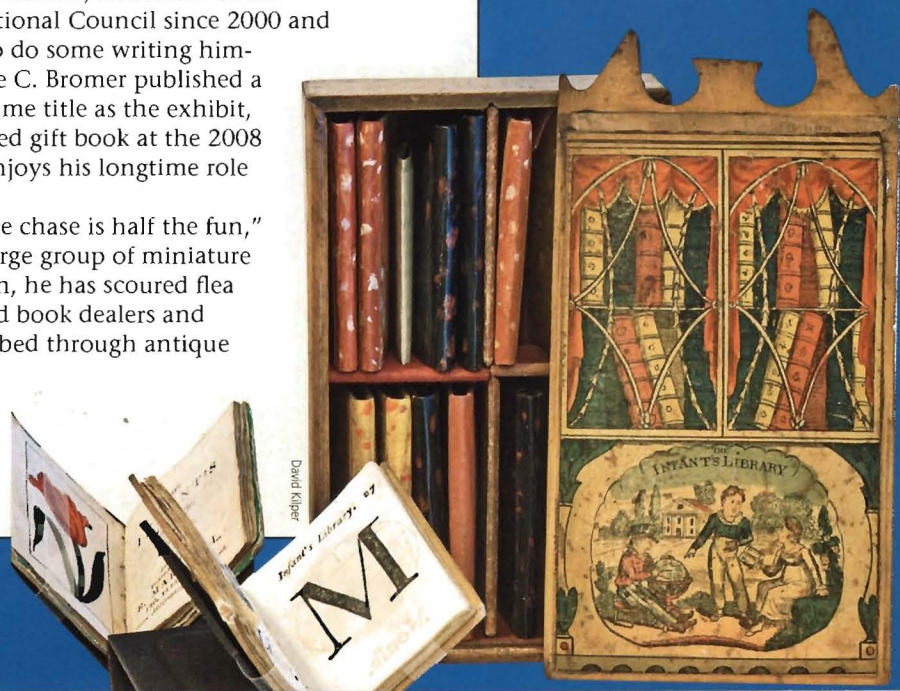 tional Council since 2000 and
o do some writing him-
e C. Bromer published a
me title as the exhibit,
ed gift book at the 2008
njoys his longtime role
e chase is half the fun,"
rge group of miniature
n, he has scoured flea
d book dealers and
bed through antique
David Kilper
THE
INFANT'S LIBRARY
Infant's Library. 27
M